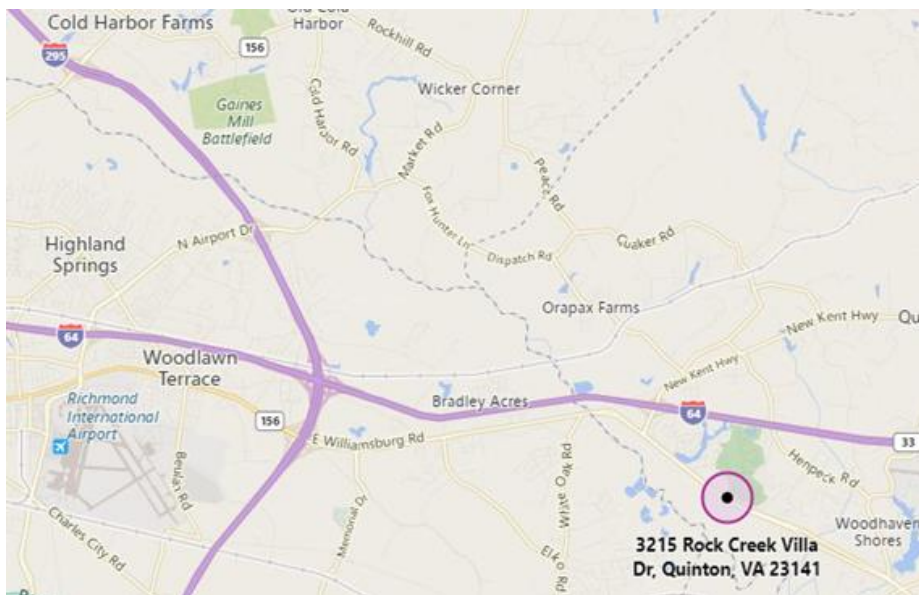 Cold Harbor Farms
Harbor
156
Rockhill Rd
295
Gaines
Mill
Battlefield
Cold Harbor Rd
Wicker Corner
Market Rd
Peace Rd
Fox Hunter Ln
Quaker Rd
N Airport Dr
Highland
Springs
Dispatch Rd
Orapax Farms
New Kent Hwy
Qu
64
Woodlawn
Terrace
New Kent Hwy
Richmond
International
Airport
156
Bradley Acres
64
33
E Williamsburg Rd
Beulah Rd
Memorial Dr
White Oak Rd
Elko Rd
Henpeck Rd
Charles City Rd
Woodhaven
Shores
3215 Rock Creek Villa
Dr, Quinton, VA 23141